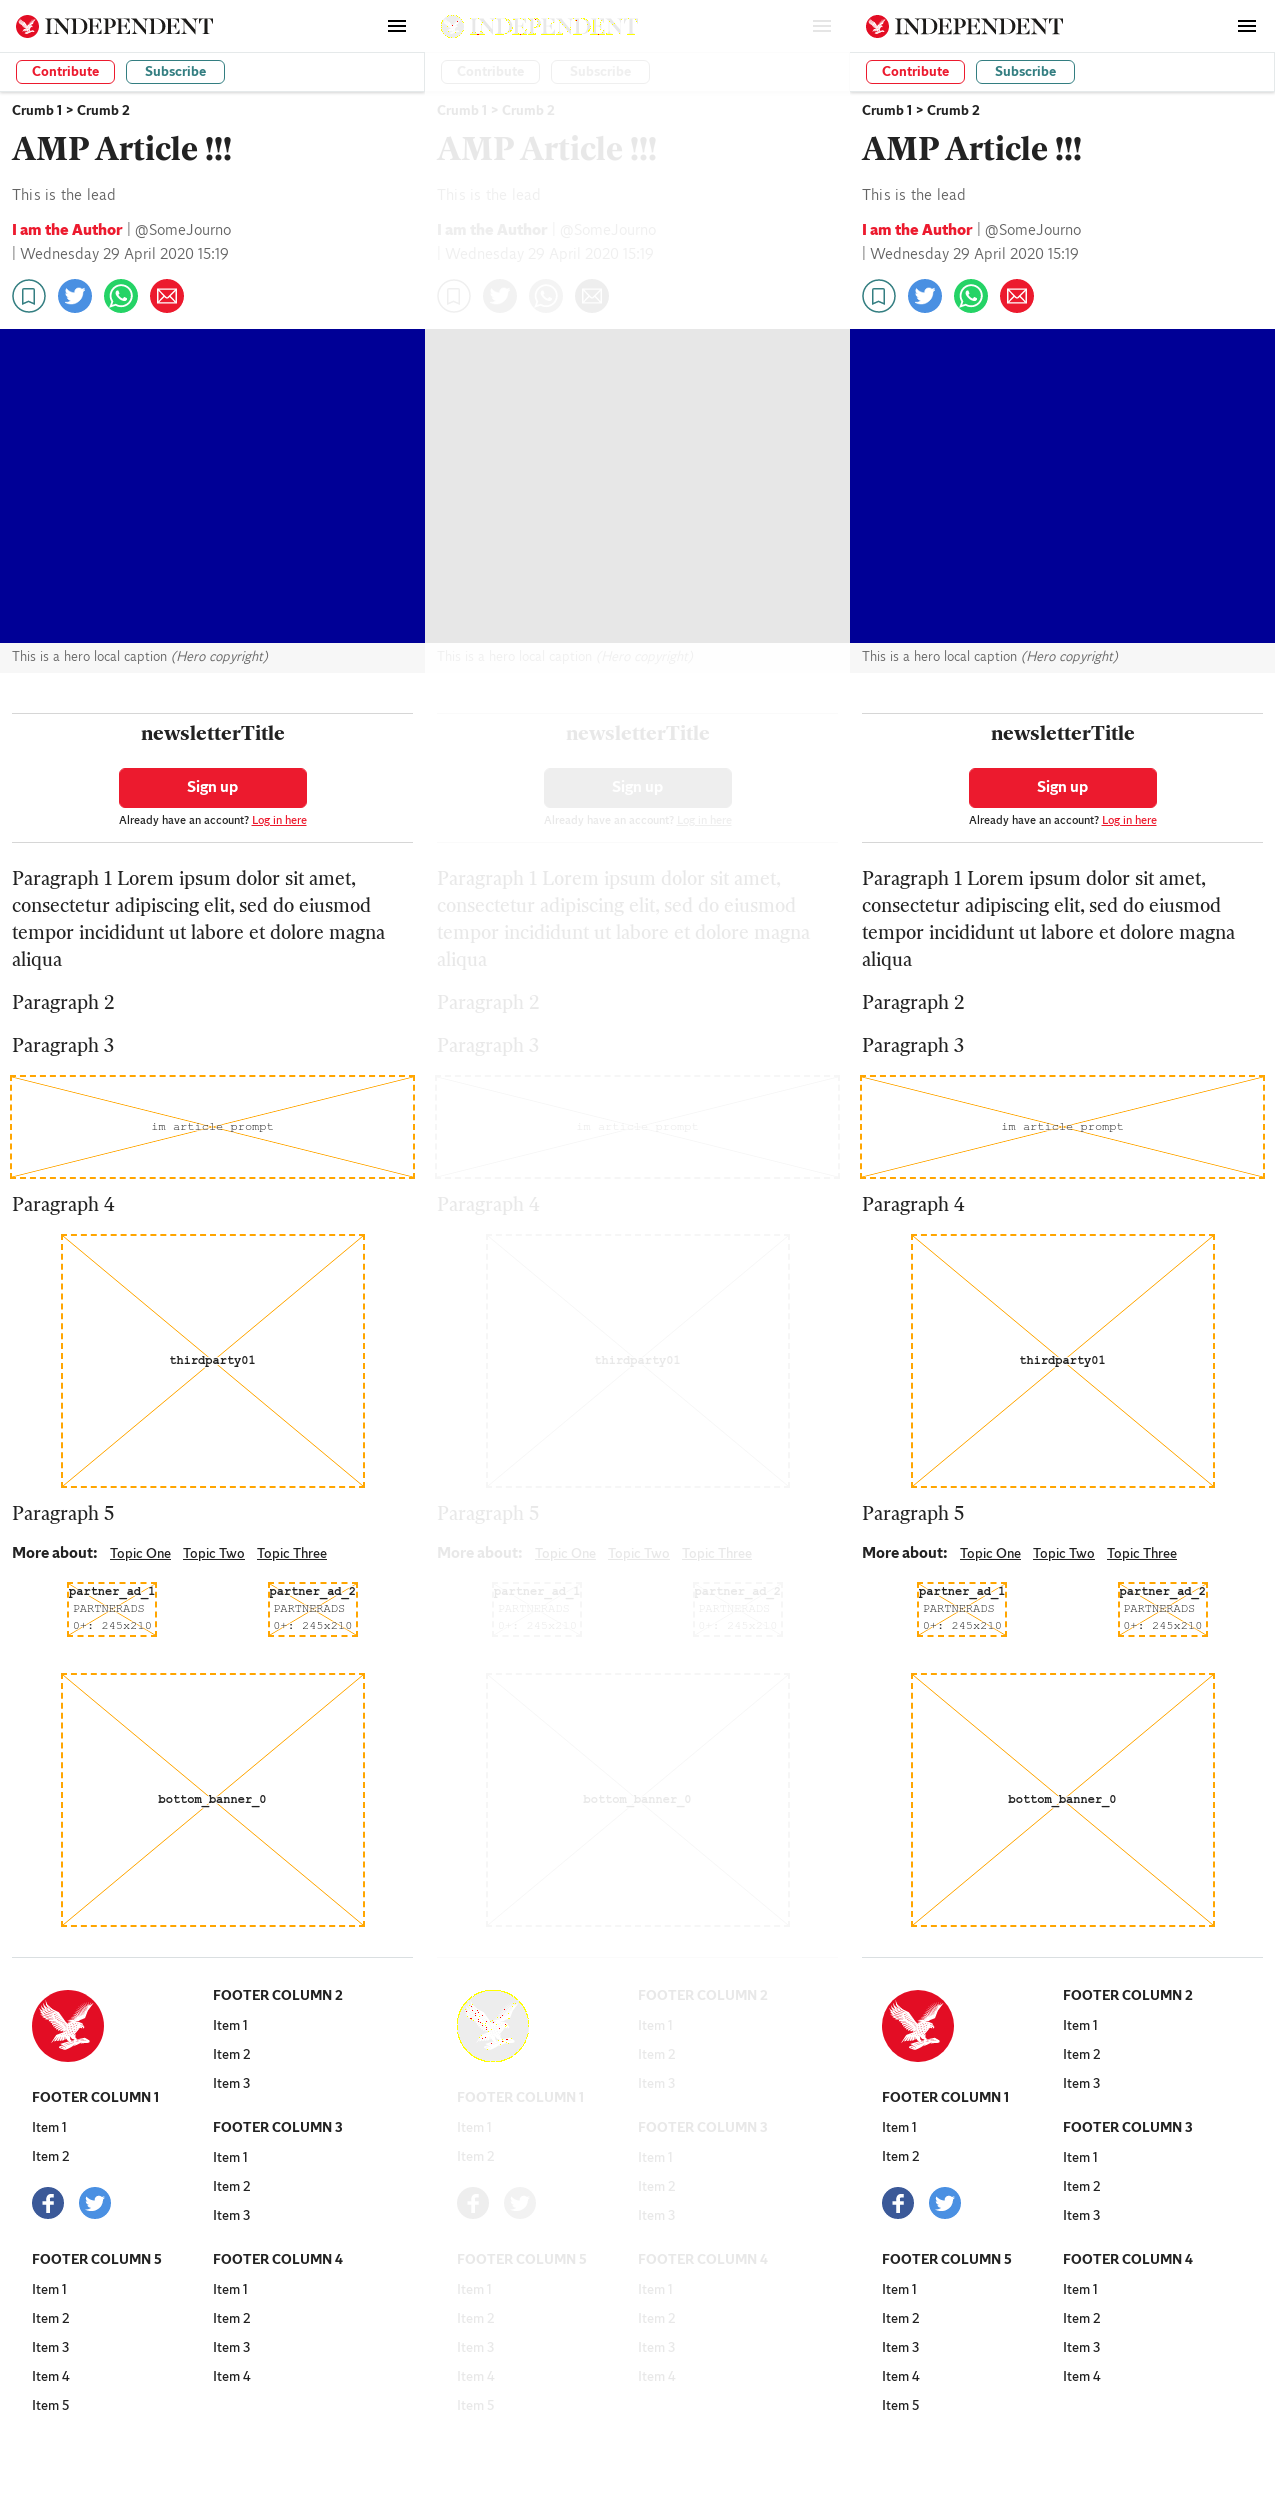 INDEPENDENT
Contribute Subscribe
Crumb 1 > Crumb 2
AMP Article !!!
This is the lead
I am the Author | @SomeJourno
| Wednesday 29 April 2020 15:19
This is a hero local caption (Hero copyright)
newsletterTitle
Sign up
Already have an account? Log in here
Paragraph 1 Lorem ipsum dolor sit amet,
consectetur adipiscing elit, sed do eiusmod
tempor incididunt ut labore et dolore magna
aliqua
Paragraph 2
Paragraph 3
im article prompt
Paragraph 4
thirdparty01
Paragraph 5
More about: Topic One Topic Two Topic Three
partner_ad_1
PARTNERADS
0+: 245x210
partner_ad_2
PARTNERADS
0+: 245x210
bottom_banner_0
FOOTER COLUMN 1
Item 1
Item 2
FOOTER COLUMN 2
Item 1
Item 2
Item 3
FOOTER COLUMN 3
Item 1
Item 2
Item 3
FOOTER COLUMN 5
Item 1
Item 2
Item 3
Item 4
Item 5
FOOTER COLUMN 4
Item 1
Item 2
Item 3
Item 4
INDEPENDENT
Contribute Subscribe
Crumb 1 > Crumb 2
AMP Article !!!
This is the lead
I am the Author | @SomeJourno
| Wednesday 29 April 2020 15:19
This is a hero local caption (Hero copyright)
newsletterTitle
Sign up
Already have an account? Log in here
Paragraph 1 Lorem ipsum dolor sit amet,
consectetur adipiscing elit, sed do eiusmod
tempor incididunt ut labore et dolore magna
aliqua
Paragraph 2
Paragraph 3
im article prompt
Paragraph 4
thirdparty01
Paragraph 5
More about: Topic One Topic Two Topic Three
partner_ad_1
PARTNERADS
0+: 245x210
partner_ad_2
PARTNERADS
0+: 245x210
bottom_banner_0
FOOTER COLUMN 1
Item 1
Item 2
FOOTER COLUMN 2
Item 1
Item 2
Item 3
FOOTER COLUMN 3
Item 1
Item 2
Item 3
FOOTER COLUMN 5
Item 1
Item 2
Item 3
Item 4
Item 5
FOOTER COLUMN 4
Item 1
Item 2
Item 3
Item 4
INDEPENDENT
Contribute Subscribe
Crumb 1 > Crumb 2
AMP Article !!!
This is the lead
I am the Author | @SomeJourno
| Wednesday 29 April 2020 15:19
This is a hero local caption (Hero copyright)
newsletterTitle
Sign up
Already have an account? Log in here
Paragraph 1 Lorem ipsum dolor sit amet,
consectetur adipiscing elit, sed do eiusmod
tempor incididunt ut labore et dolore magna
aliqua
Paragraph 2
Paragraph 3
im article prompt
Paragraph 4
thirdparty01
Paragraph 5
More about: Topic One Topic Two Topic Three
partner_ad_1
PARTNERADS
0+: 245x210
partner_ad_2
PARTNERADS
0+: 245x210
bottom_banner_0
FOOTER COLUMN 1
Item 1
Item 2
FOOTER COLUMN 2
Item 1
Item 2
Item 3
FOOTER COLUMN 3
Item 1
Item 2
Item 3
FOOTER COLUMN 5
Item 1
Item 2
Item 3
Item 4
Item 5
FOOTER COLUMN 4
Item 1
Item 2
Item 3
Item 4